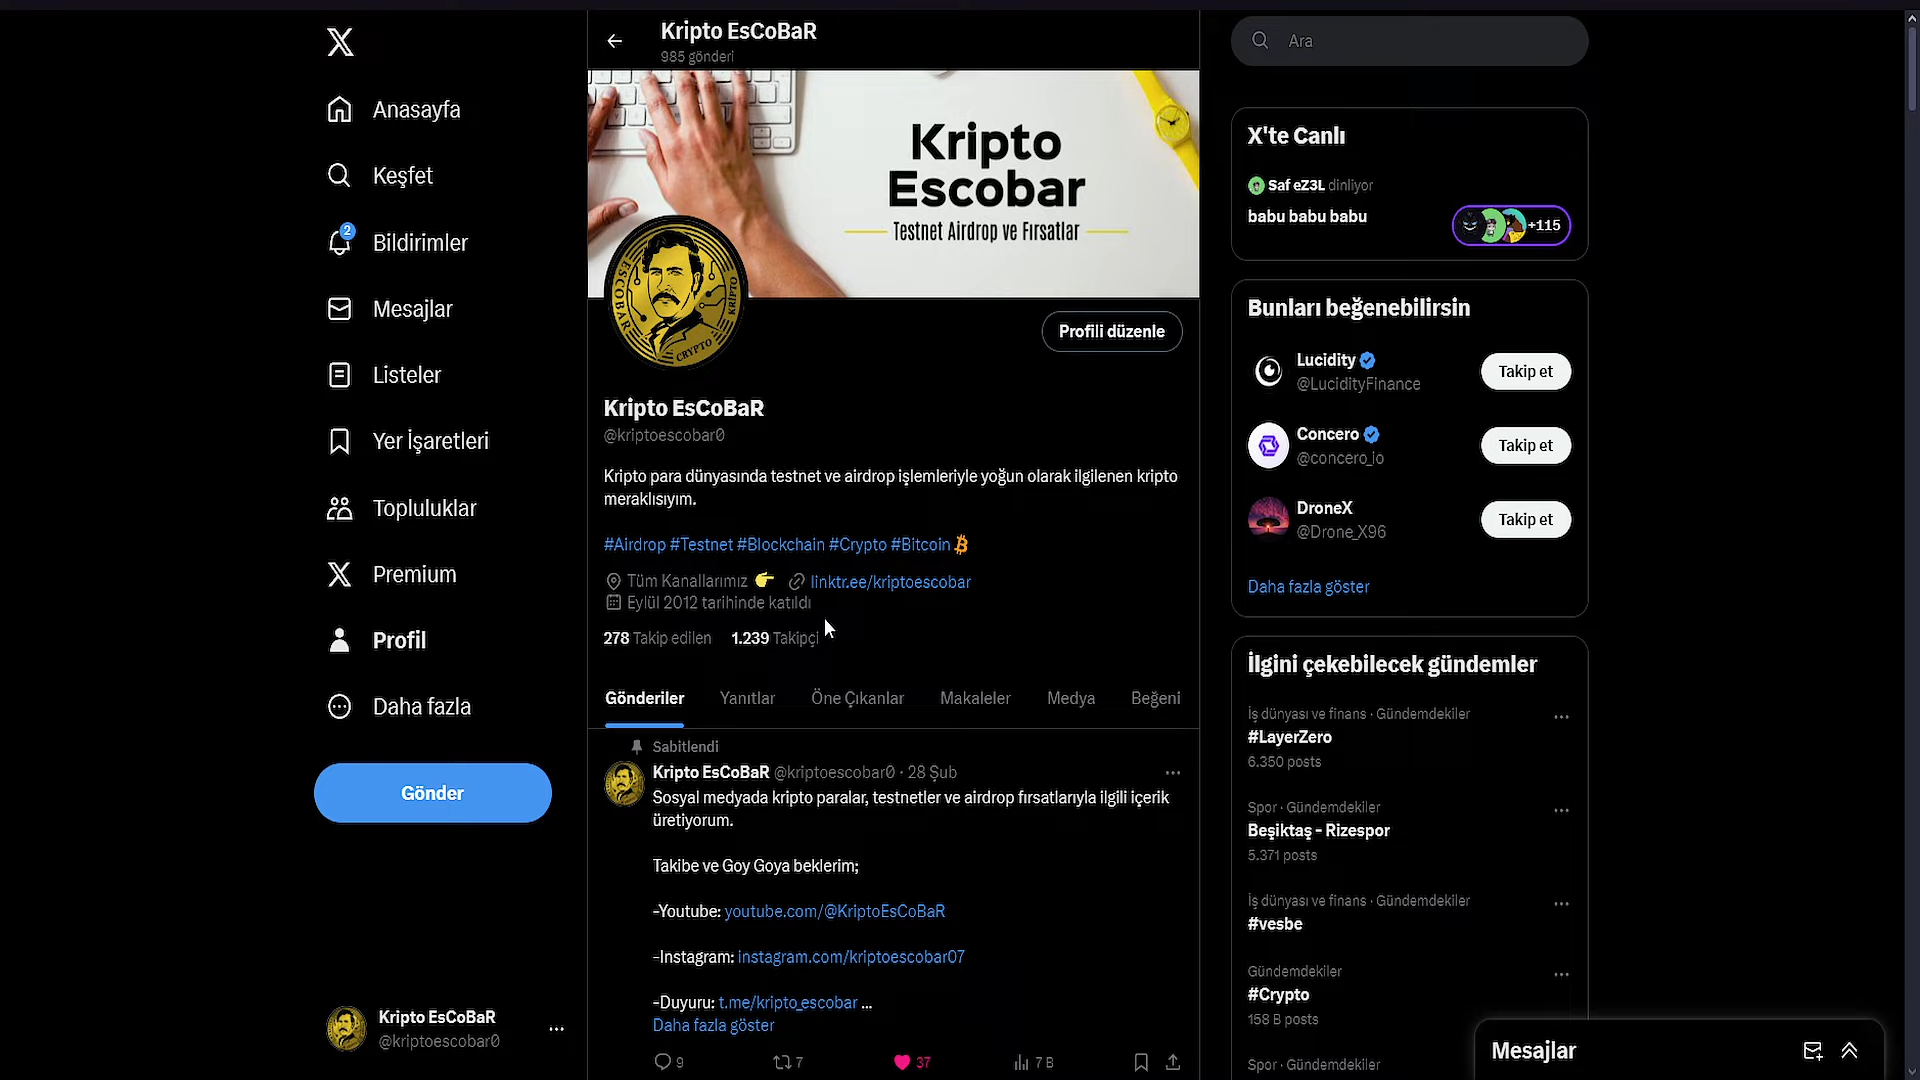 Anasayfa
Keşfet
2
Bildirimler
Mesajlar
Listeler
Yer İşaretleri
Topluluklar
Premium
Profil
Daha fazla
Gönder
Kripto EsCoBaR
@kriptoescobar0
Kripto EsCoBaR
985 gönderi
Kripto
Escobar
Testnet Airdrop ve Fırsatlar
ESCOBAR
KRIPTO
CRYPTO
Profili düzenle
Kripto EsCoBaR
@kriptoescobar0
Kripto para dünyasında testnet ve airdrop işlemleriyle yoğun olarak ilgilenen kripto
meraklısıyım.
#Airdrop #Testnet #Blockchain #Crypto #Bitcoin
Tüm Kanallarımız 👉 linktr.ee/kriptoescobar
Eylül 2012 tarihinde katıldı
278 Takip edilen 1.239 Takipçi
Gönderiler Yanıtlar Öne Çıkanlar Makaleler Medya Beğeni
Sabitlendi
Kripto EsCoBaR @kriptoescobar0 · 28 Şub
Sosyal medyada kripto paralar, testnetler ve airdrop fırsatlarıyla ilgili içerik
üretiyorum.
Takibe ve Goy Goya beklerim;
-Youtube: youtube.com/@KriptoEsCoBaR
-Instagram: instagram.com/kriptoescobar07
-Duyuru: t.me/kripto_escobar ...
Daha fazla göster
9 7 37 7 B
Ara
X'te Canlı
Saf eZ3L dinliyor
babu babu babu
+115
Bunları beğenebilirsin
Lucidity
@LucidityFinance
Takip et
Concero
@concero_io
Takip et
DroneX
@Drone_X96
Takip et
Daha fazla göster
İlgini çekebilecek gündemler
İş dünyası ve finans · Gündemdekiler
#LayerZero
6.350 posts
Spor · Gündemdekiler
Beşiktaş - Rizespor
5.371 posts
İş dünyası ve finans · Gündemdekiler
#vesbe
Gündemdekiler
#Crypto
158 B posts
Spor · Gündemdekiler
Mesajlar